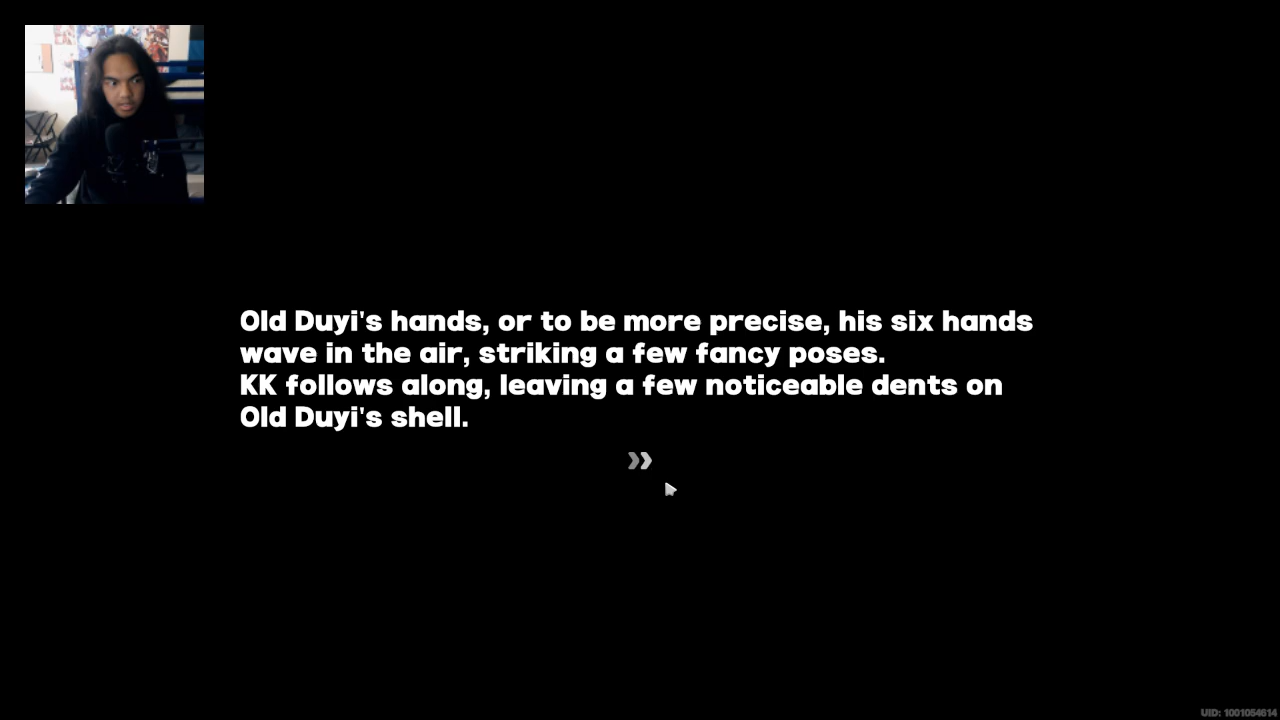 Old Duyi's hands, or to be more precise, his six hands
wave in the air, striking a few fancy poses.
KK follows along, leaving a few noticeable dents on
Old Duyi's shell.
UID: 1001054614